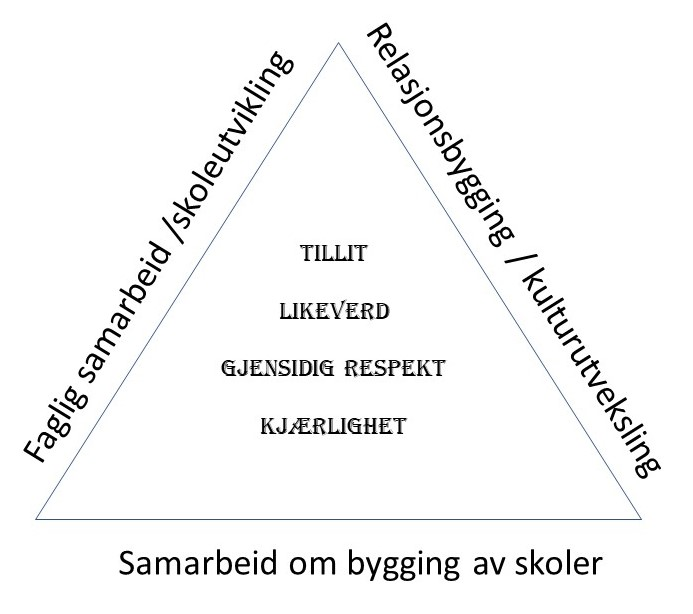 Faglig samarbeid /skoleutvikling
Relasjonsbygging / kulturutveksling
TILLIT
LIKEVERD
GJENSIDIG RESPEKT
KJÆRLIGHET
Samarbeid om bygging av skoler